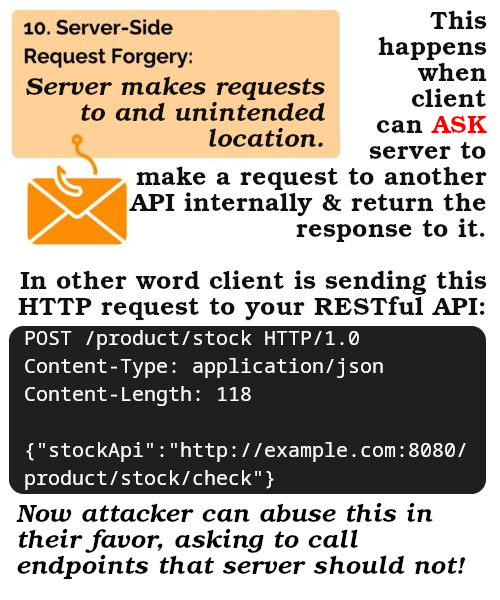 10. Server-Side
Request Forgery:
Server makes requests
to and unintended
location.
This
happens
when
client
can ASK
server to
make a request to another
API internally & return the
response to it.
In other word client is sending this
HTTP request to your RESTful API:
POST /product/stock HTTP/1.0
Content-Type: application/json
Content-Length: 118
{"stockApi":"http://example.com:8080/
product/stock/check"}
Now attacker can abuse this in
their favor, asking to call
endpoints that server should not!